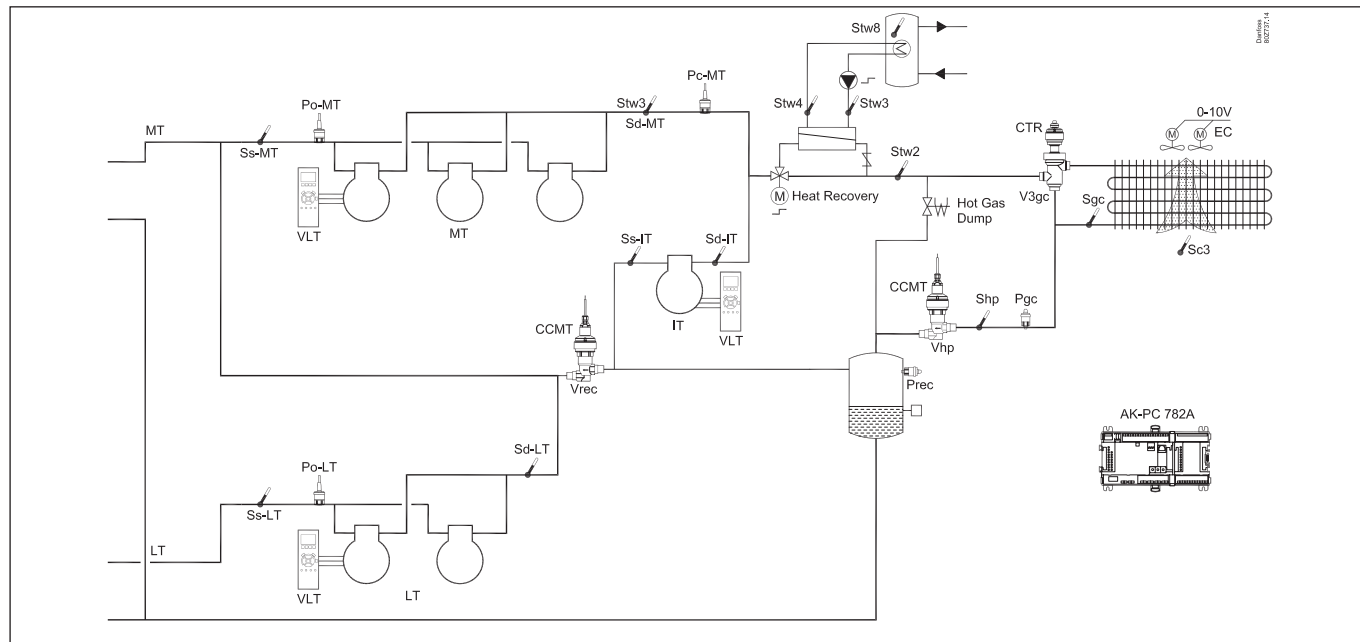 Danfoss
80Z737.14
Stw8
Pc-MT
Po-MT
Stw3
Stw4
Stw3
0-10V
CTR
M
M
EC
MT
Sd-MT
Ss-MT
Stw2
M
Heat Recovery
V3gc
Sgc
Hot Gas
Dump
VLT
MT
Ss-IT
Sd-IT
Sc3
CCMT
CCMT
Shp
Pgc
IT
VLT
Vhp
Vrec
Prec
AK-PC 782A
Sd-LT
Po-LT
Ss-LT
LT
VLT
LT